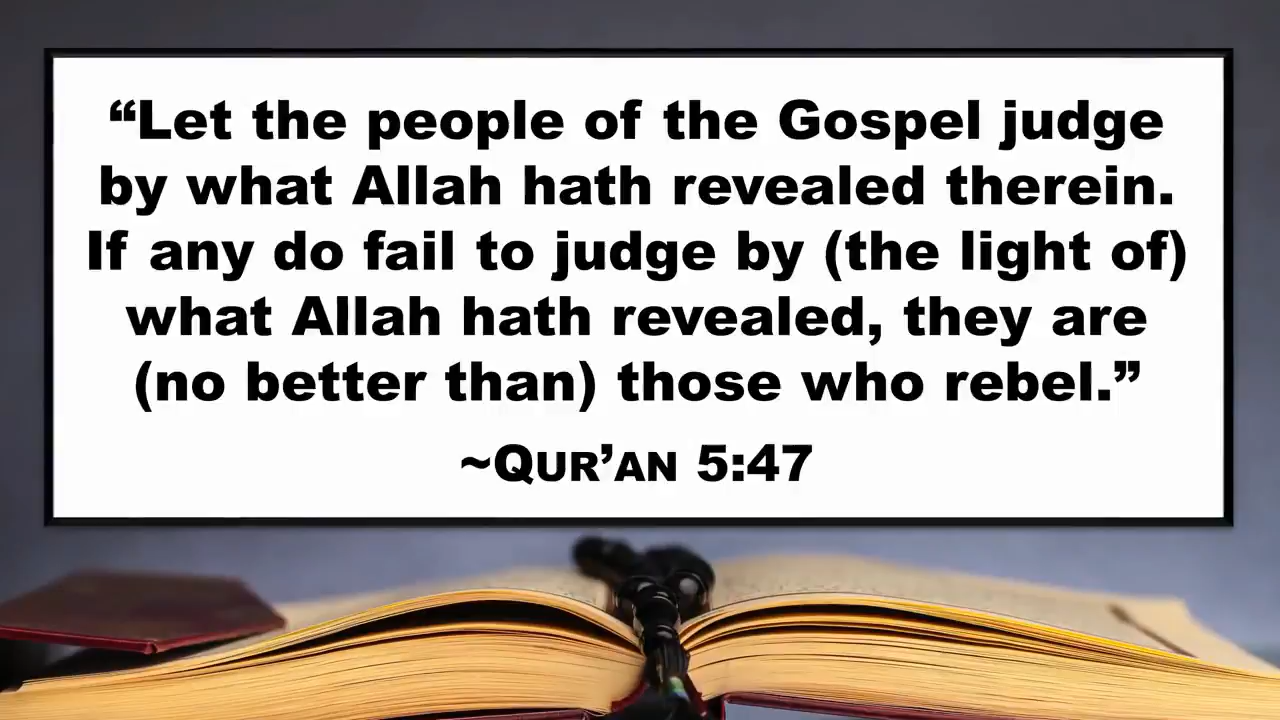 “Let the people of the Gospel judge
by what Allah hath revealed therein.
If any do fail to judge by (the light of)
what Allah hath revealed, they are
(no better than) those who rebel.”
~QUR’AN 5:47